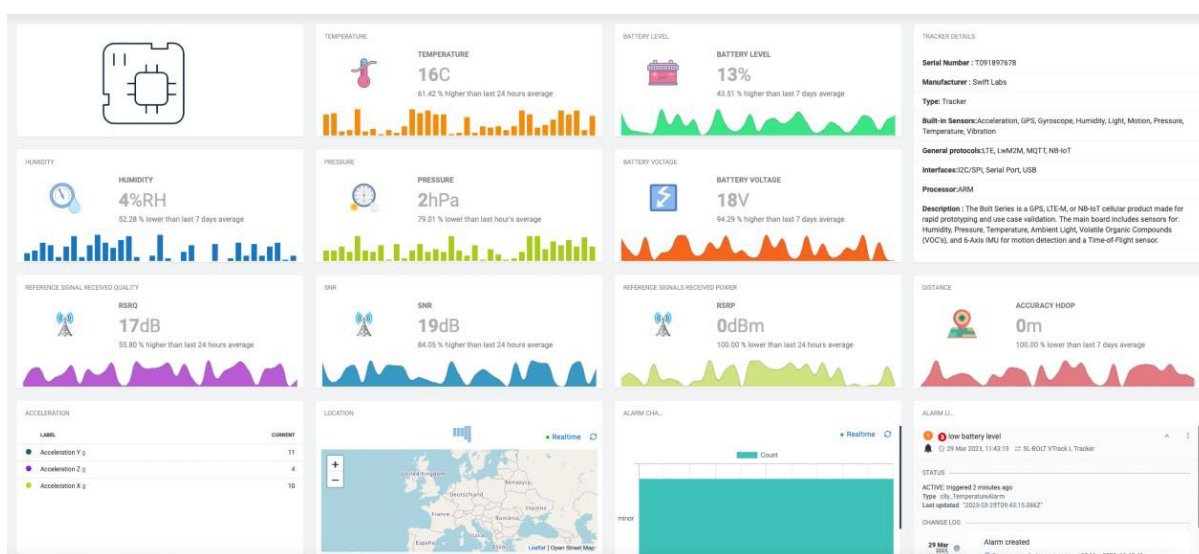 TEMPERATURE
TEMPERATURE
16C
61.42 % higher than last 24 hours average
BATTERY LEVEL
BATTERY LEVEL
13%
43.51 % higher than last 7 days average
TRACKER DETAILS
Serial Number : T091897678
Manufacturer : Swift Labs
Type: Tracker
Built-in Sensors:Acceleration, GPS, Gyroscope, Humidity, Light, Motion, Pressure,
Temperature, Vibration
General protocols:LTE, LwM2M, MQTT, NB-IoT
Interfaces:I2C/SPI, Serial Port, USB
Processor:ARM
Description : The Bolt Series is a GPS, LTE-M, or NB-IoT cellular product made for
rapid prototyping and use case validation. The main board includes sensors for:
Humidity, Pressure, Temperature, Ambient Light, Volatile Organic Compounds
(VOC's), and 6-Axis IMU for motion detection and a Time-of-Flight sensor.
HUMIDITY
HUMIDITY
4%RH
52.28 % lower than last 7 days average
PRESSURE
PRESSURE
2hPa
79.01 % lower than last hour's average
BATTERY VOLTAGE
BATTERY VOLTAGE
18V
94.29 % higher than last 7 days average
REFERENCE SIGNAL RECEIVED QUALITY
RSRQ
17dB
55.80 % higher than last 24 hours average
SNR
SNR
19dB
84.05 % higher than last 24 hours average
REFERENCE SIGNALS RECEIVED POWER
RSRP
0dBm
100.00 % lower than last 24 hours average
DISTANCE
ACCURACY HDOP
0m
100.00 % lower than last 7 days average
ACCELERATION
LABEL CURRENT
Acceleration Y g 11
Acceleration Z g 4
Acceleration X g 10
LOCATION
Realtime
+
−
United Kingdom
Беларусь
Deutschland
Україна
France
România
Italia
España
Leaflet | Open Street Map
ALARM CHA...
Realtime
Count
minor
ALARM LI...
3 low battery level
29 Mar 2023, 11:43:15 SL-BOLT VTrack L Tracker
STATUS
ACTIVE: triggered 2 minutes ago
Type city_TemperatureAlarm
Last updated "2023-03-29T09:43:15.086Z"
CHANGE LOG
29 Mar
2023,
Alarm created